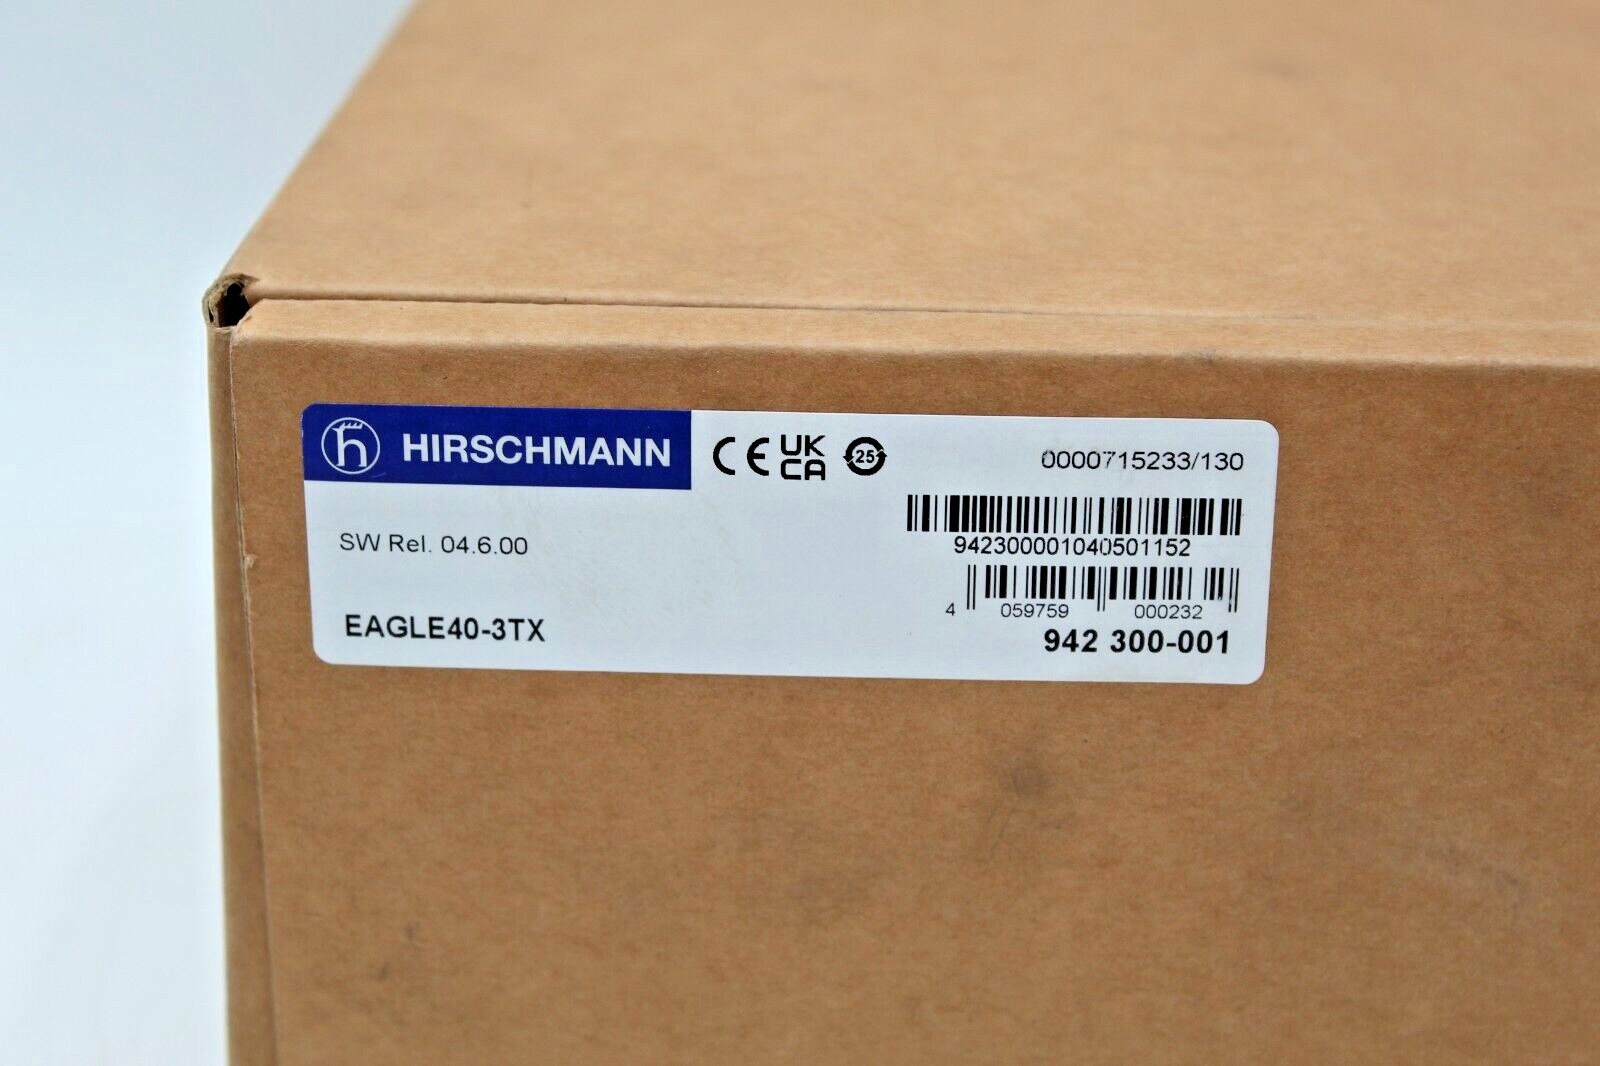 HIRSCHMANN
CE UK CA 25
0000715233/130
942300001040501152
SW Rel. 04.6.00
4 059759 000232
EAGLE40-3TX
942 300-001